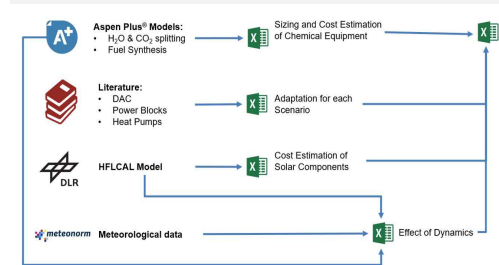 Aspen Plus® Models:
• H2O & CO2 splitting
• Fuel Synthesis
A+
Sizing and Cost Estimation
of Chemical Equipment
X
X
Literature:
• DAC
• Power Blocks
• Heat Pumps
X
Adaptation for each
Scenario
DLR
HFLCAL Model
X
Cost Estimation of
Solar Components
meteonorm
Meteorological data
X
Effect of Dynamics